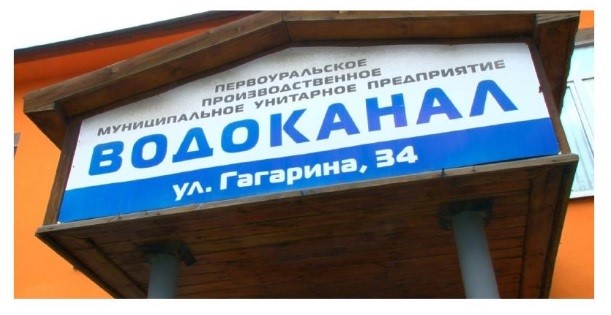 ПЕРВОУРАЛЬСКОЕ
ПРОИЗВОДСТВЕННОЕ
МУНИЦИПАЛЬНОЕ УНИТАРНОЕ ПРЕДПРИЯТИЕ
ВОДОКАНАЛ
ул. Гагарина, 34